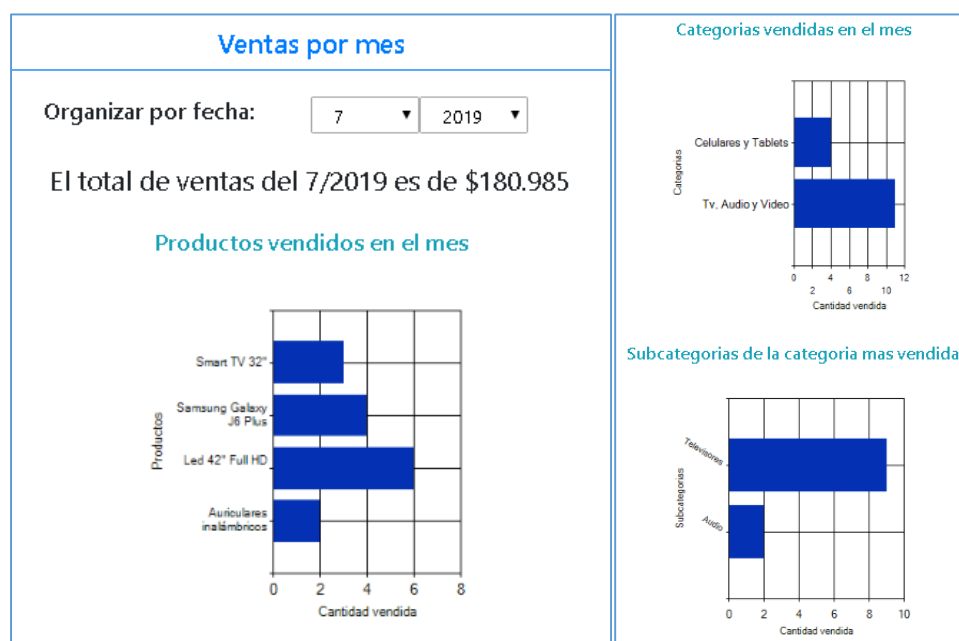 Ventas por mes
Organizar por fecha:
7
2019
El total de ventas del 7/2019 es de $180.985
Productos vendidos en el mes
Productos
Smart TV 32"
Samsung Galaxy
J6 Plus
Led 42" Full HD
Auriculares
inalámbricos
0 2 4 6 8
Cantidad vendida
Categorias vendidas en el mes
Categorias
Celulares y Tablets
Tv, Audio y Video
0 4 8 12
2 6 10
Cantidad vendida
Subcategorias de la categoria mas vendida
Subcategorias
Televisores
Audio
0 2 4 6 8 10
Cantidad vendida